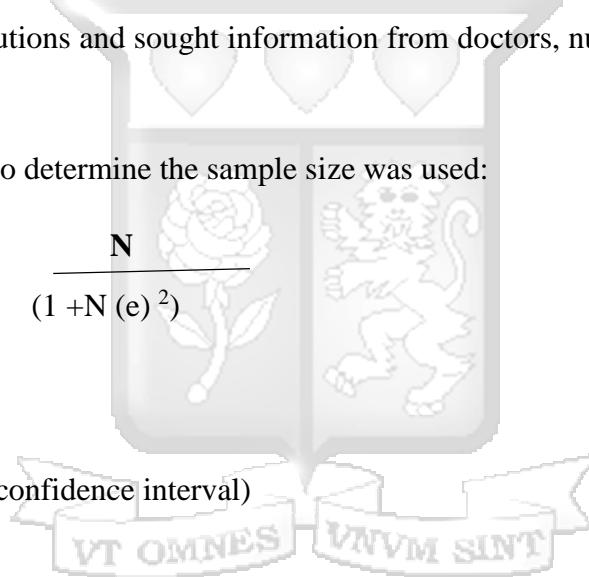 utions and sought information from doctors, nu
o determine the sample size was used:
N
(1 +N (e) ²)
confidence interval)
VT OMNES VNVM SINT